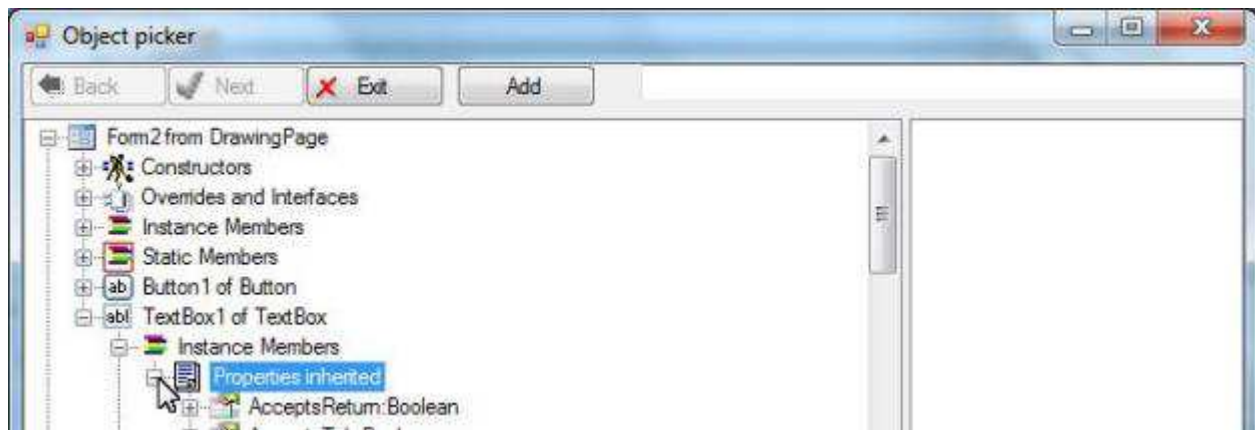 Object picker
Back Next Exit Add
Form2 from DrawingPage
Constructors
Overrides and Interfaces
Instance Members
Static Members
ab Button1 of Button
abl TextBox1 of TextBox
Instance Members
Properties inherited
AcceptsReturn:Boolean